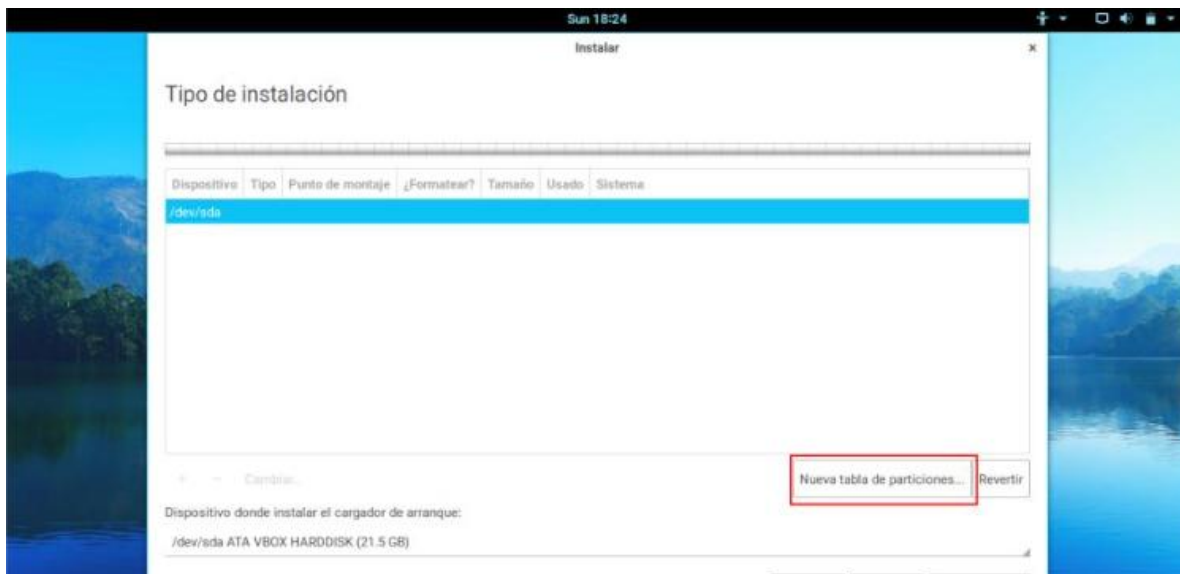 Sun 18:24
Instalar
Tipo de instalación
Dispositivo Tipo Punto de montaje ¿Formatear? Tamaño Usado Sistema
/dev/sda
+ - Cambiar...
Nueva tabla de particiones... Revertir
Dispositivo donde instalar el cargador de arranque:
/dev/sda ATA VBOX HARDDISK (21.5 GB)